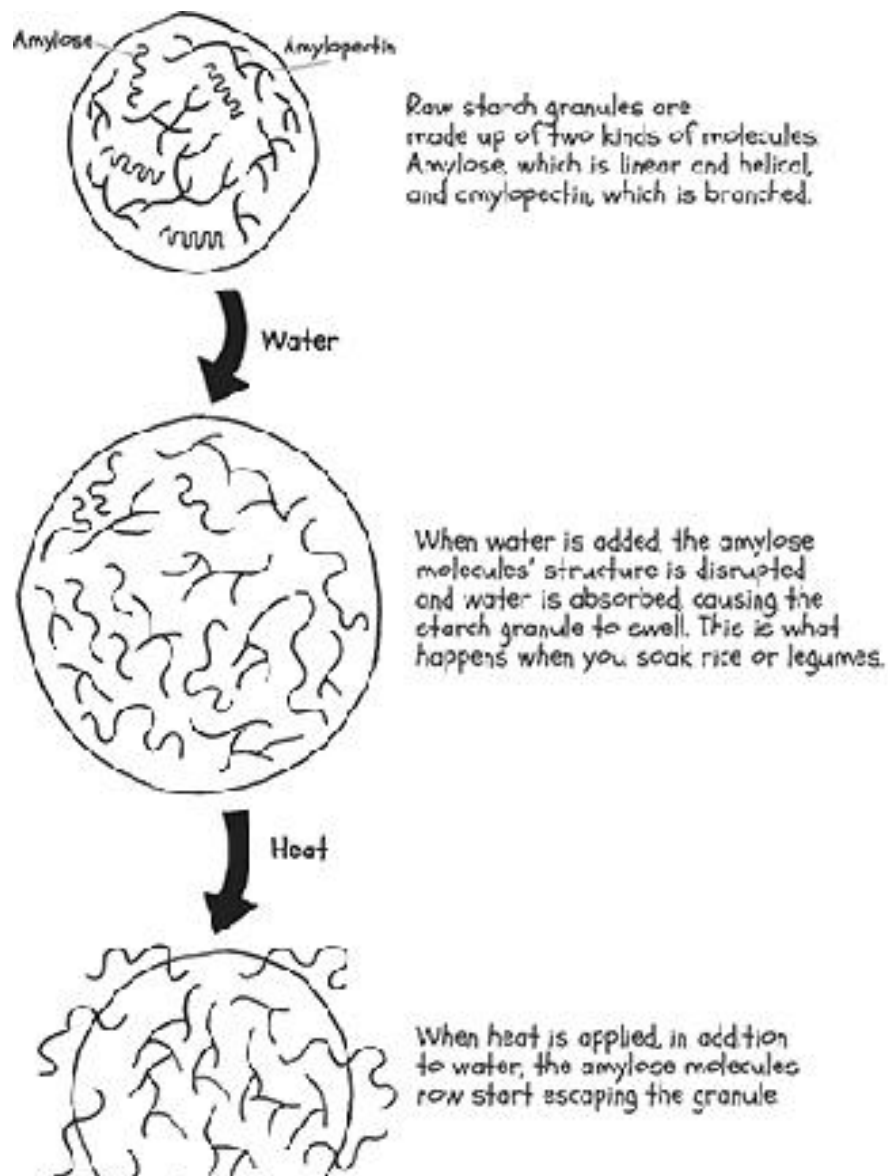 Amylose
Amylopectin
Raw starch granules are
made up of two kinds of molecules.
Amylose, which is linear and helical,
and amylopectin, which is branched.
Water
When water is added, the amylose
molecules' structure is disrupted
and water is absorbed, causing the
starch granule to swell. This is what
happens when you soak rice or legumes.
Heat
When heat is applied, in addition
to water, the amylose molecules
now start escaping the granule